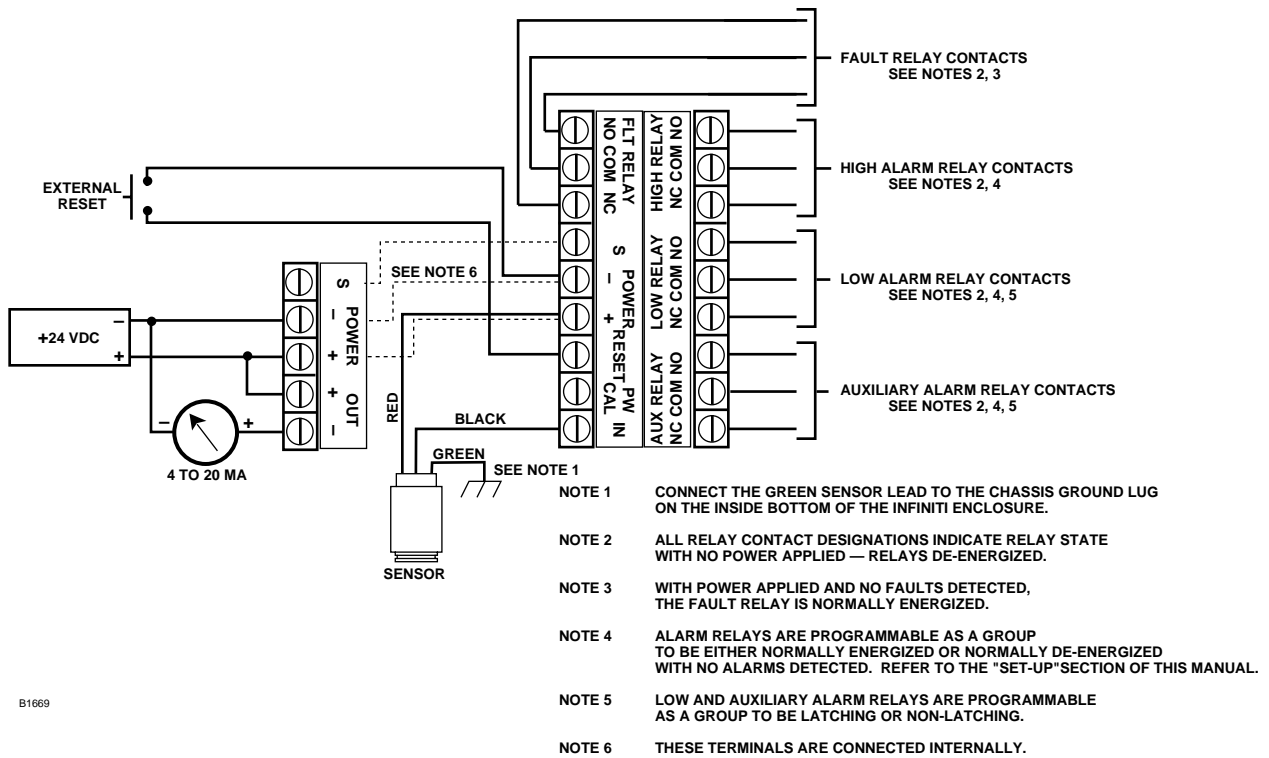 FAULT RELAY CONTACTS
SEE NOTES 2, 3
HIGH ALARM RELAY CONTACTS
SEE NOTES 2, 4
LOW ALARM RELAY CONTACTS
SEE NOTES 2, 4, 5
AUXILIARY ALARM RELAY CONTACTS
SEE NOTES 2, 4, 5
EXTERNAL
RESET
SEE NOTE 6
+24 VDC
–
+
S
– POWER +
+ OUT –
–
+
4 TO 20 MA
FLT RELAY
NO COM NC
S
– POWER +
RESET
PW
CAL
IN
HIGH RELAY
NC COM NO
LOW RELAY
NC COM NO
AUX RELAY
NC COM NO
RED
BLACK
GREEN
SEE NOTE 1
SENSOR
NOTE 1 CONNECT THE GREEN SENSOR LEAD TO THE CHASSIS GROUND LUG
ON THE INSIDE BOTTOM OF THE INFINITI ENCLOSURE.
NOTE 2 ALL RELAY CONTACT DESIGNATIONS INDICATE RELAY STATE
WITH NO POWER APPLIED — RELAYS DE-ENERGIZED.
NOTE 3 WITH POWER APPLIED AND NO FAULTS DETECTED,
THE FAULT RELAY IS NORMALLY ENERGIZED.
NOTE 4 ALARM RELAYS ARE PROGRAMMABLE AS A GROUP
TO BE EITHER NORMALLY ENERGIZED OR NORMALLY DE-ENERGIZED
WITH NO ALARMS DETECTED. REFER TO THE "SET-UP"SECTION OF THIS MANUAL.
NOTE 5 LOW AND AUXILIARY ALARM RELAYS ARE PROGRAMMABLE
AS A GROUP TO BE LATCHING OR NON-LATCHING.
NOTE 6 THESE TERMINALS ARE CONNECTED INTERNALLY.
B1669